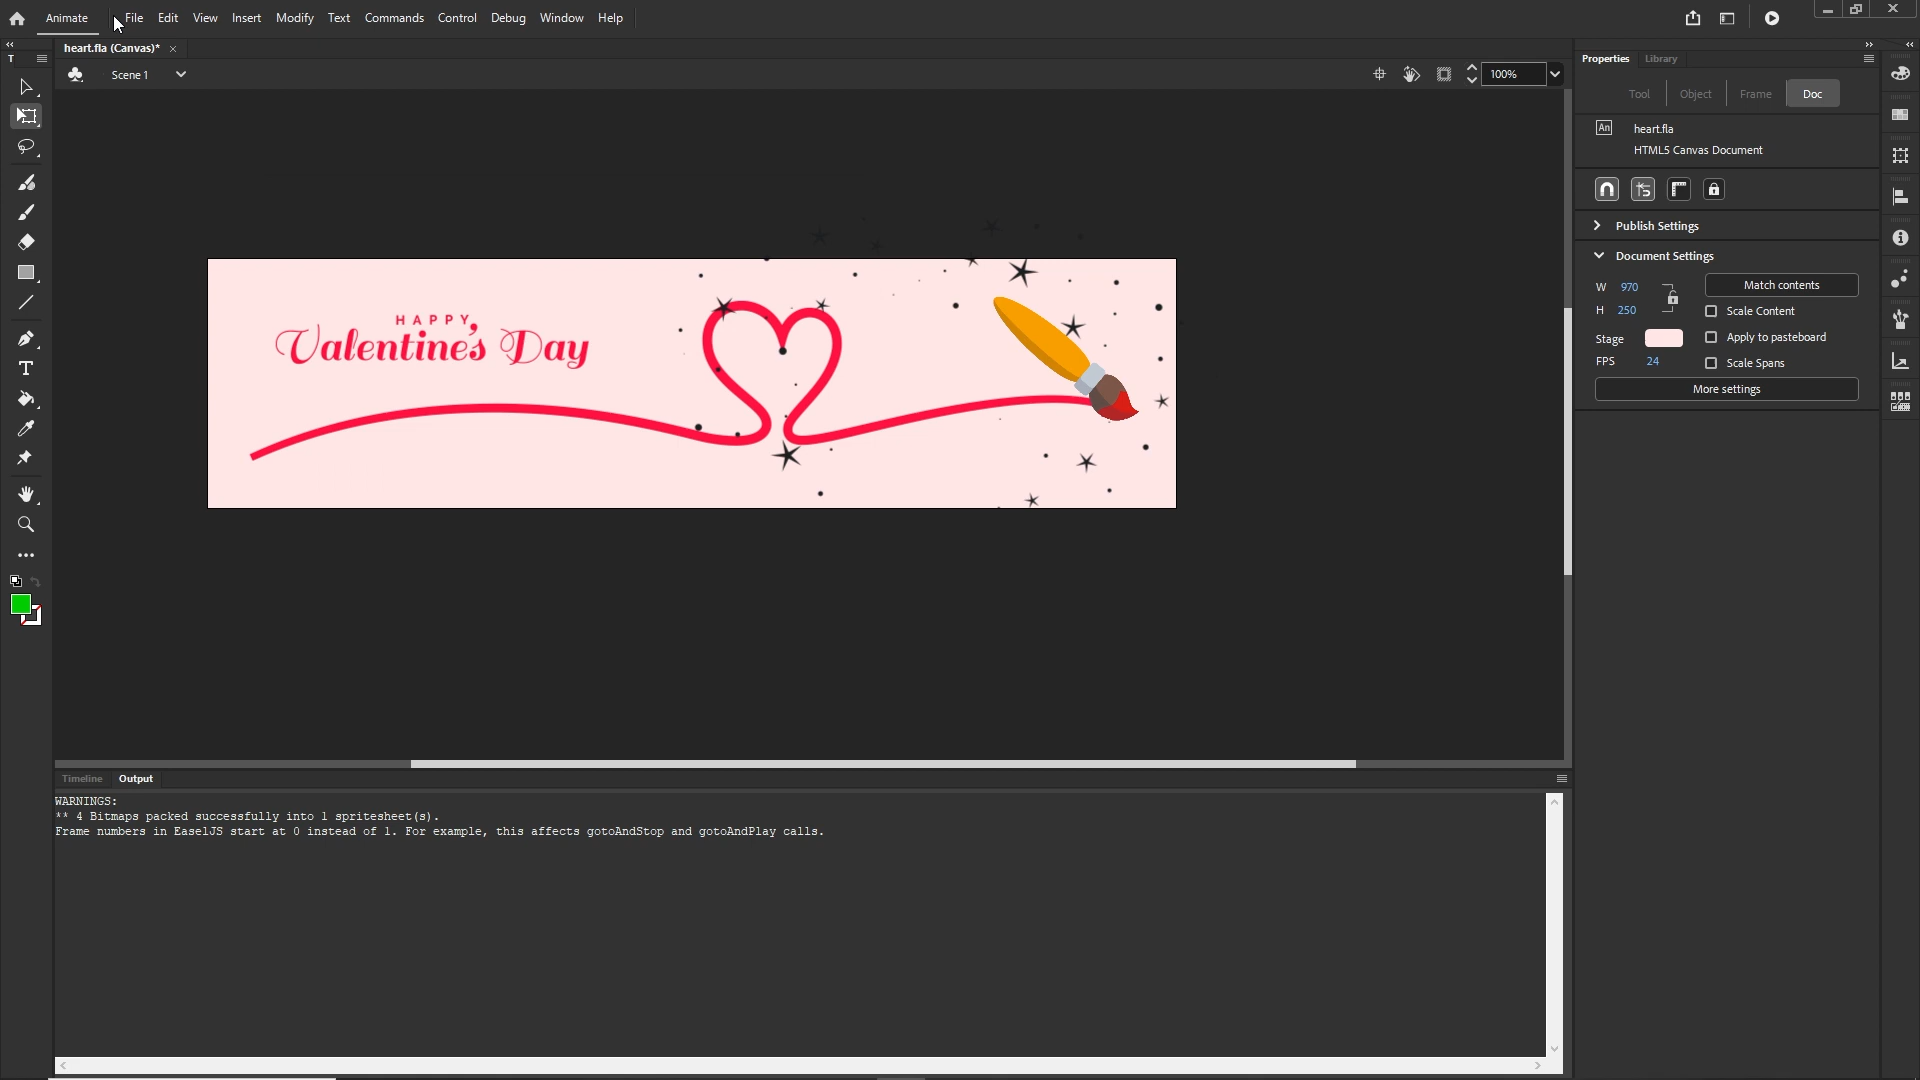 Animate File Edit View Insert Modify Text Commands Control Debug Window Help
heart.fla (Canvas)*
T
Scene 1
100%
Properties Library
Tool Object Frame Doc
An heart.fla
HTML5 Canvas Document
Publish Settings
Document Settings
W 970 Match contents
H 250 Scale Content
Stage Apply to pasteboard
FPS 24 Scale Spans
More settings
HAPPY
Valentine's Day
T
Timeline Output
WARNINGS:
** 4 Bitmaps packed successfully into 1 spritesheet(s).
Frame numbers in EaselJS start at 0 instead of 1. For example, this affects gotoAndStop and gotoAndPlay calls.